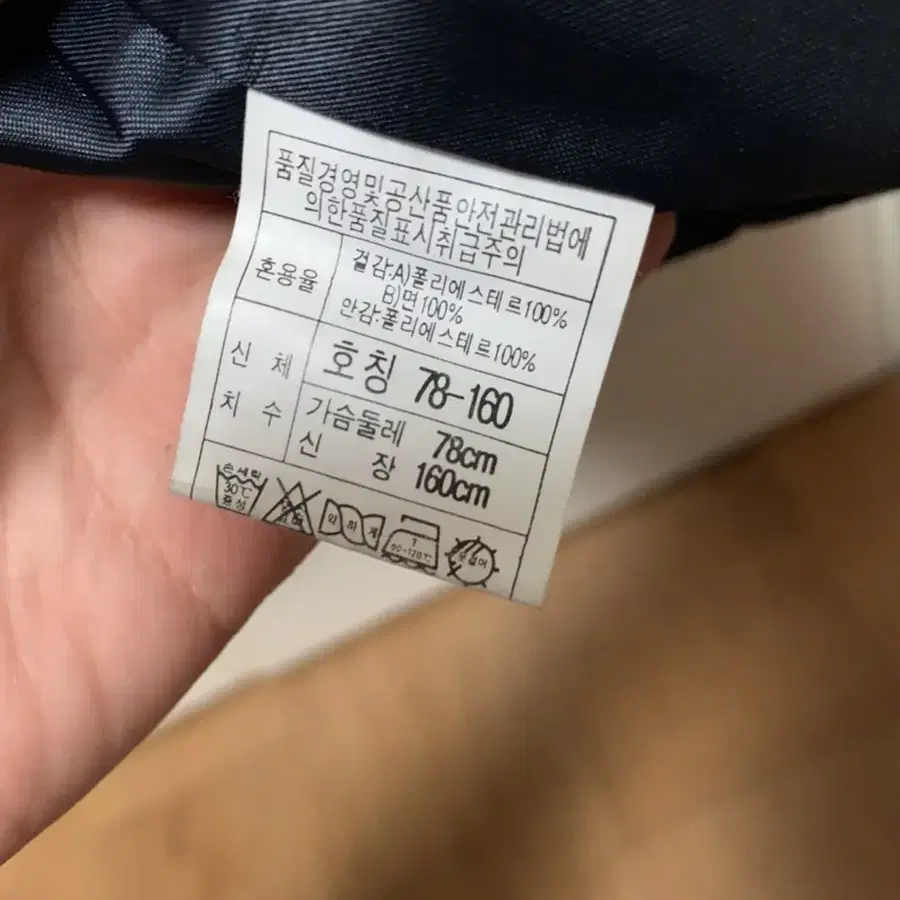 품질경영및공산품안전관리법에
의한품질표시취급주의
혼용율
겉감:A)폴리에스테르100%
B)면100%
안감:폴리에스테르100%
신 체
치 수
호칭 78-160
가슴둘레 78cm
신 장 160cm
손세탁
30℃
중성
약하게
1
80-120℃
옷걸이